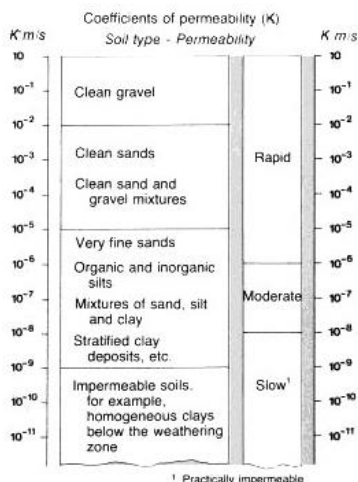 Coefficients of permeability (K)
K m/s
Soil type - Permeability
K m/s
10
10
Clean gravel
10⁻¹
10⁻¹
10⁻²
10⁻²
Clean sands
10⁻³
Rapid
10⁻³
Clean sand and
gravel mixtures
10⁻⁴
10⁻⁴
10⁻⁵
10⁻⁵
Very fine sands
10⁻⁶
10⁻⁶
Organic and inorganic
silts
10⁻⁷
Moderate
10⁻⁷
Mixtures of sand, silt
and clay
10⁻⁸
10⁻⁸
Stratified clay
deposits, etc.
10⁻⁹
10⁻⁹
Impermeable soils.
for example,
homogeneous clays
below the weathering
zone
Slow¹
10⁻¹⁰
10⁻¹⁰
10⁻¹¹
10⁻¹¹
¹ Practically impermeable